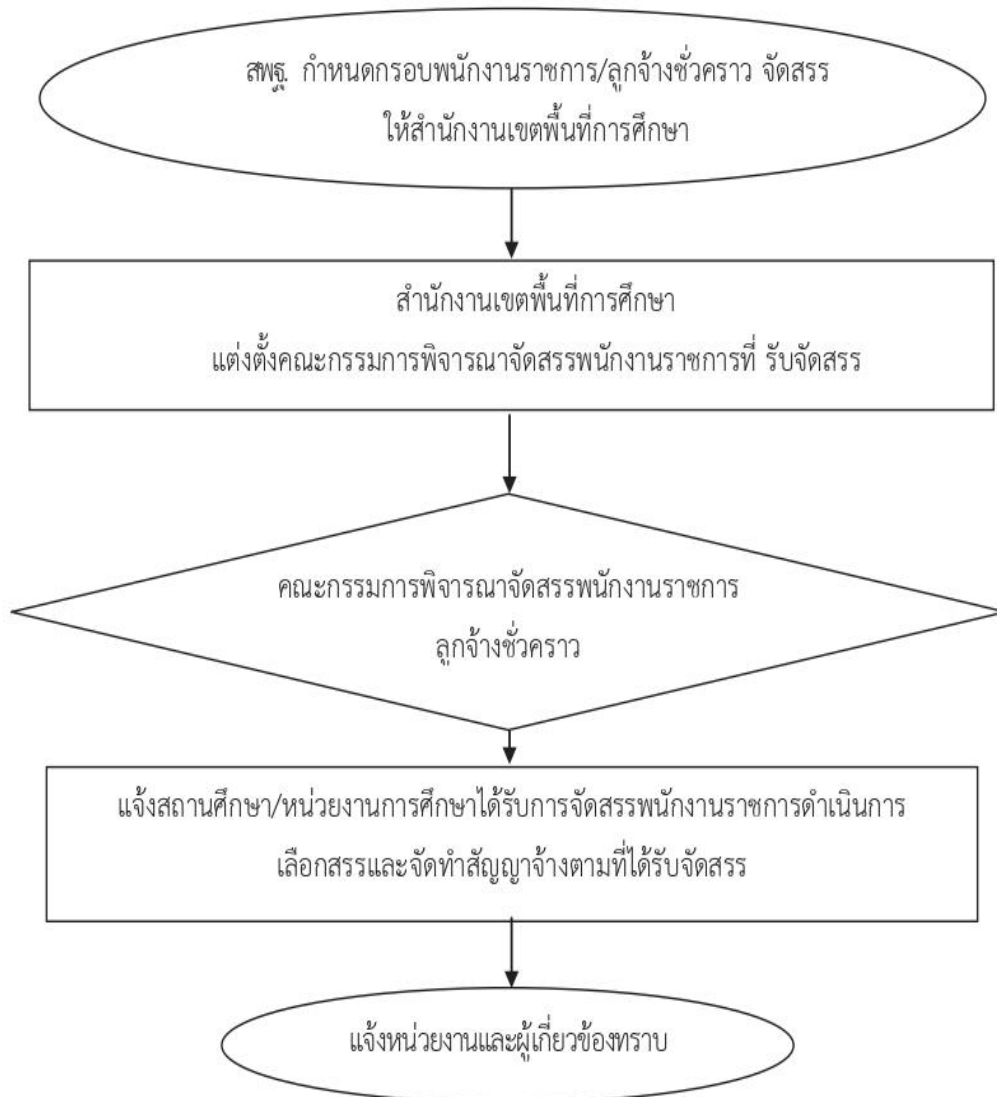 สพฐ. กำหนดกรอบพนักงานราชการ/ลูกจ้างชั่วคราว จัดสรร
ให้สำนักงานเขตพื้นที่การศึกษา
สำนักงานเขตพื้นที่การศึกษา
แต่งตั้งคณะกรรมการพิจารณาจัดสรรพนักงานราชการที่ รับจัดสรร
คณะกรรมการพิจารณาจัดสรรพนักงานราชการ
ลูกจ้างชั่วคราว
แจ้งสถานศึกษา/หน่วยงานการศึกษาได้รับการจัดสรรพนักงานราชการดำเนินการ
เลือกสรรและจัดทำสัญญาจ้างตามที่ได้รับจัดสรร
แจ้งหน่วยงานและผู้เกี่ยวข้องทราบ